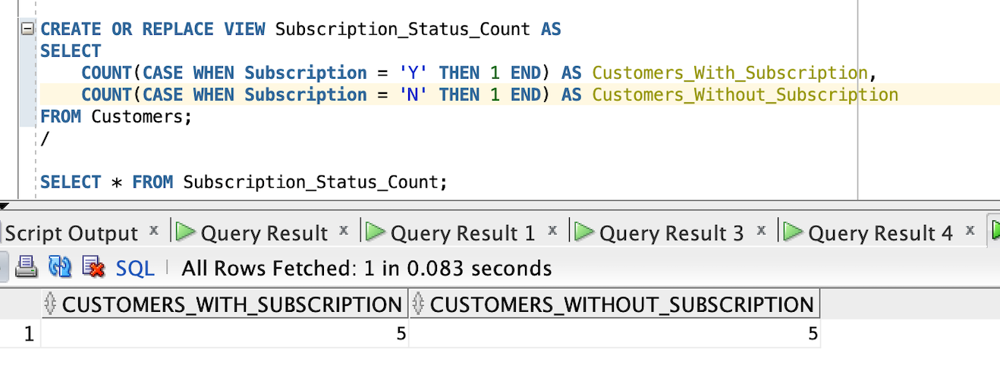 CREATE OR REPLACE VIEW Subscription_Status_Count AS
SELECT
COUNT(CASE WHEN Subscription = 'Y' THEN 1 END) AS Customers_With_Subscription,
COUNT(CASE WHEN Subscription = 'N' THEN 1 END) AS Customers_Without_Subscription
FROM Customers;
/
SELECT * FROM Subscription_Status_Count;
Script Output x Query Result x Query Result 1 x Query Result 3 x Query Result 4 x
SQL All Rows Fetched: 1 in 0.083 seconds
CUSTOMERS_WITH_SUBSCRIPTION CUSTOMERS_WITHOUT_SUBSCRIPTION
1 5 5